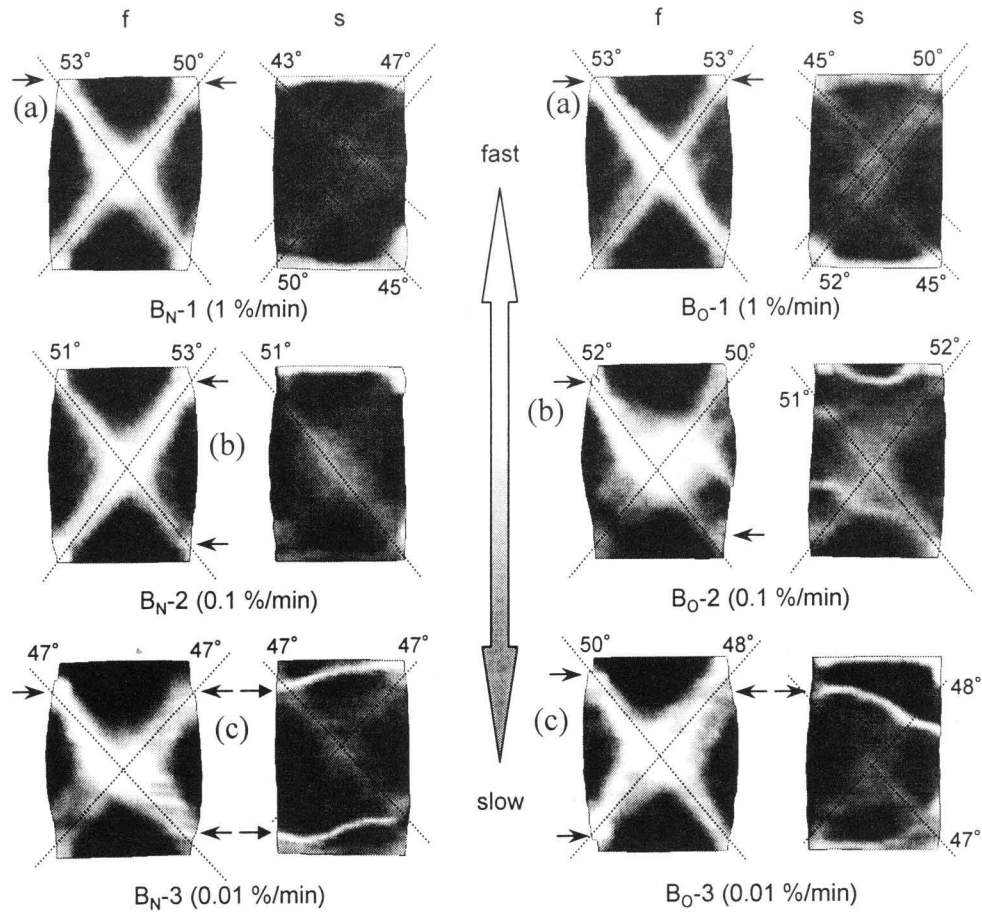 f s f s
53° 50° 43° 47° 53° 53° 45° 50°
(a) (a)
fast
50° 45° 52° 45°
B_N-1 (1 %/min) B_O-1 (1 %/min)
51° 53° 51° 52° 50° 52°
51°
(b) (b)
B_N-2 (0.1 %/min) B_O-2 (0.1 %/min)
47° 47° 47° 47° 50° 48°
48°
(c) (c)
slow
47°
B_N-3 (0.01 %/min) B_O-3 (0.01 %/min)